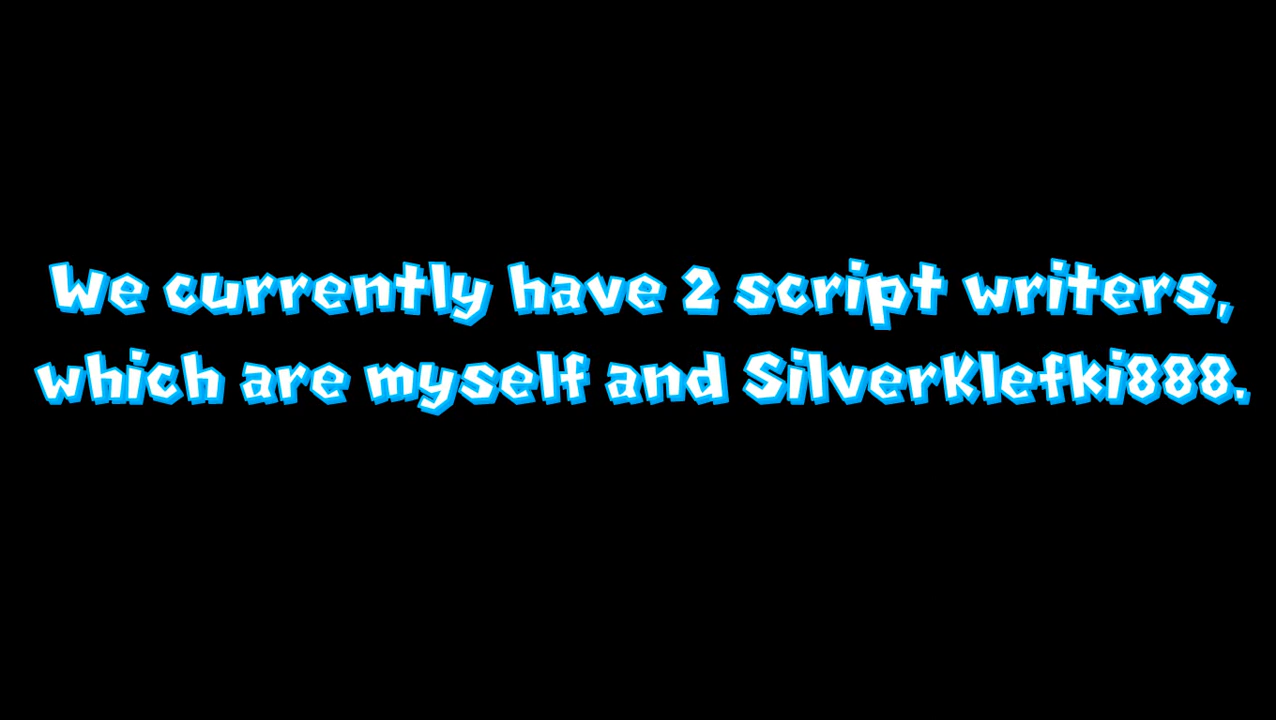 We currently have 2 script writers,
which are myself and SilverKlefki888.